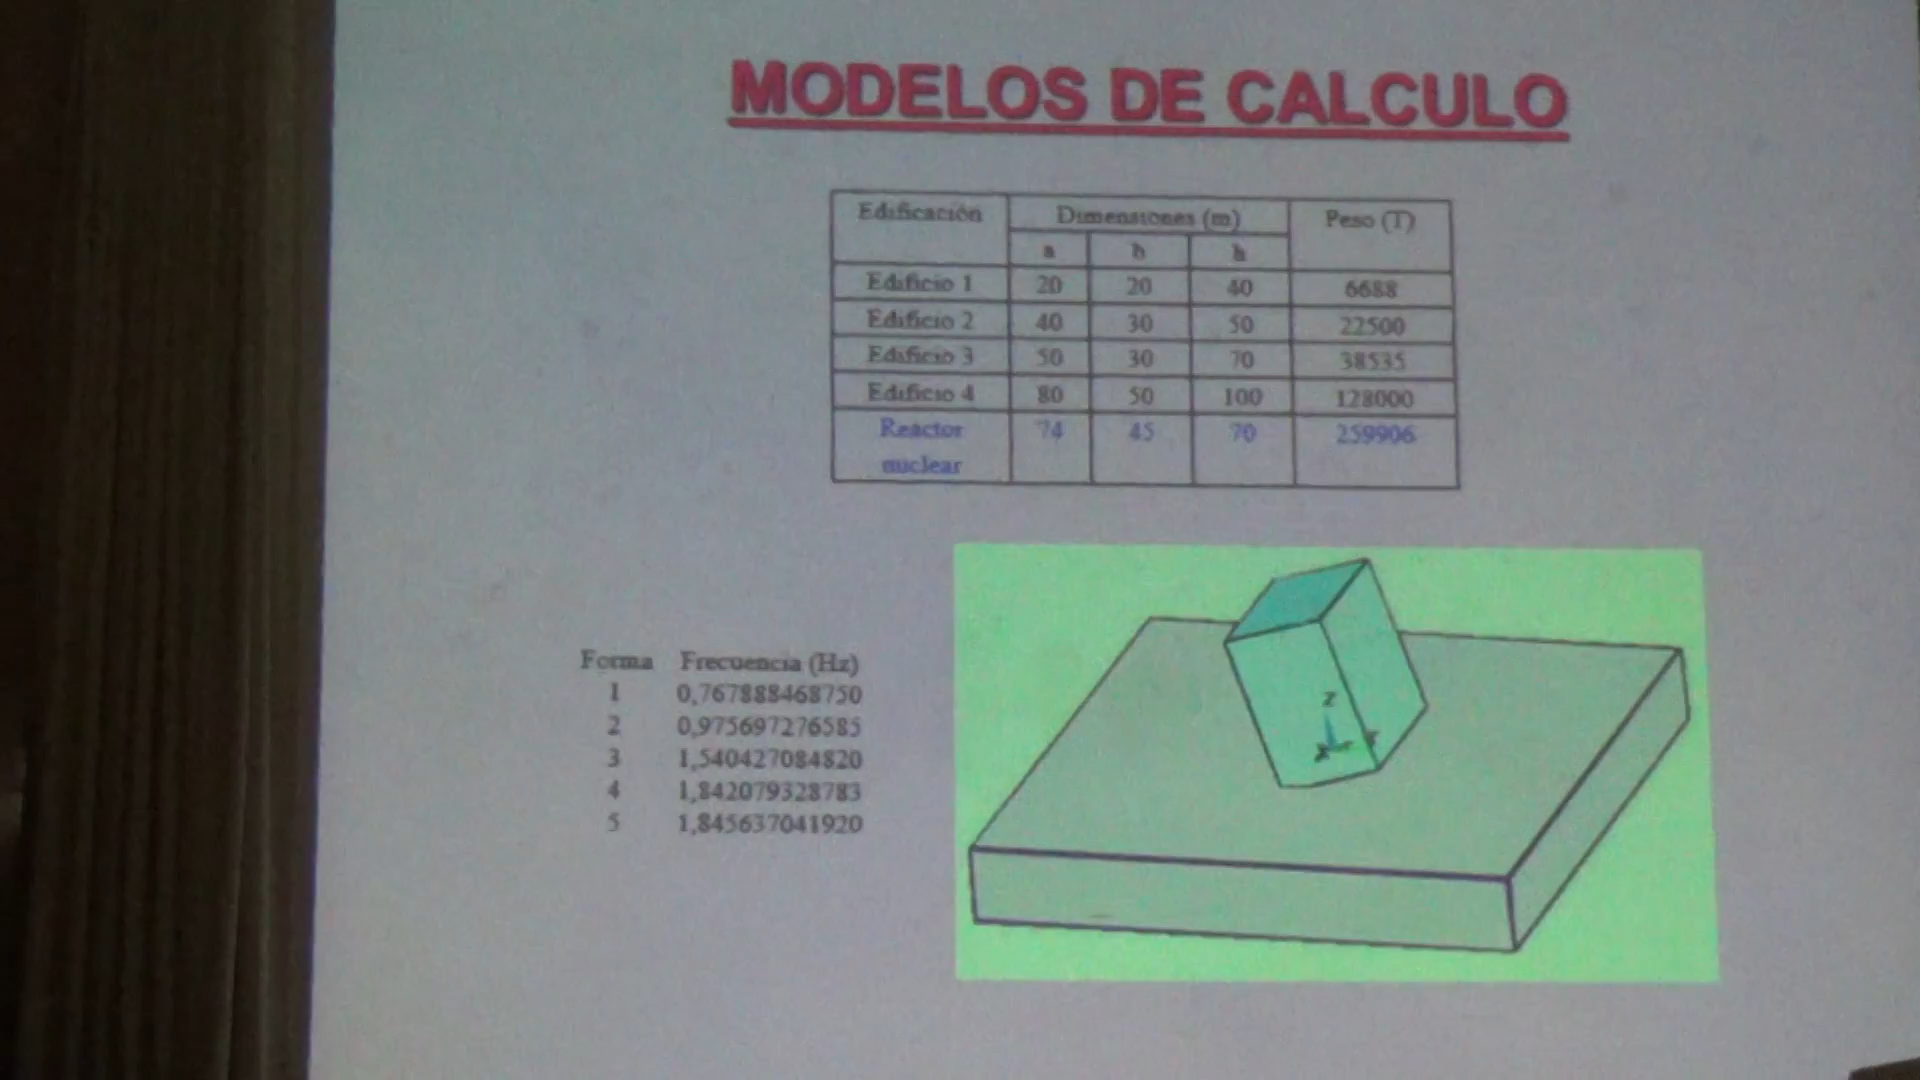 MODELOS DE CALCULO
Edificación Dimensiones (m) Peso (T)
a b h
Edificio 1 20 20 40 6688
Edificio 2 40 30 50 22500
Edificio 3 50 30 70 38535
Edificio 4 80 50 100 128000
Reactor 74 45 70 259906
nuclear
Forma Frecuencia (Hz)
1 0,767888468750
2 0,975697276585
3 1,540427084820
4 1,842079328783
5 1,845637041920
Z